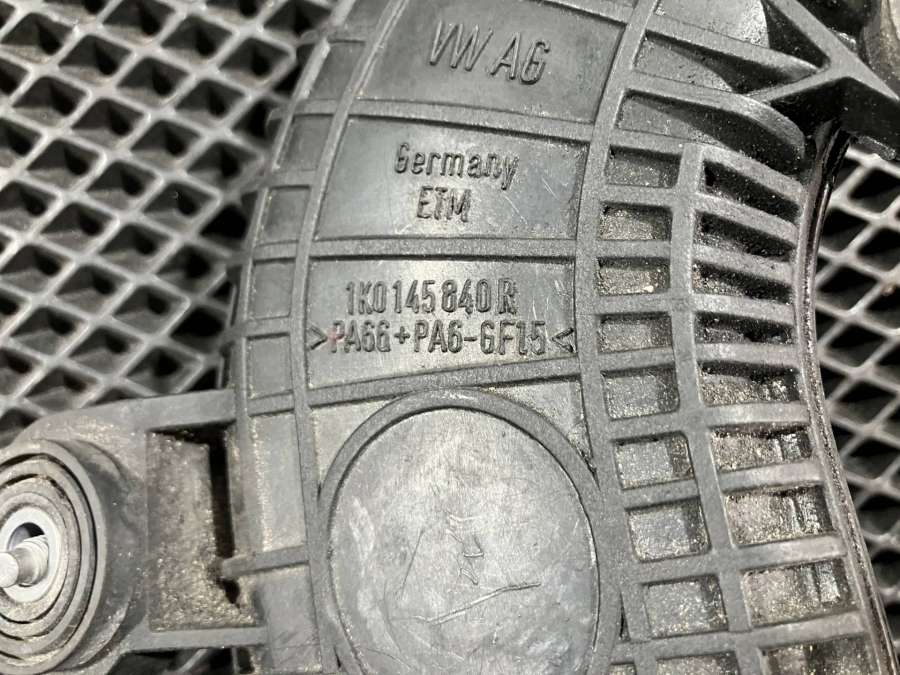 VW AG
Germany
ETM
1K0 145 840 R
>PA66+PA6-GF15<